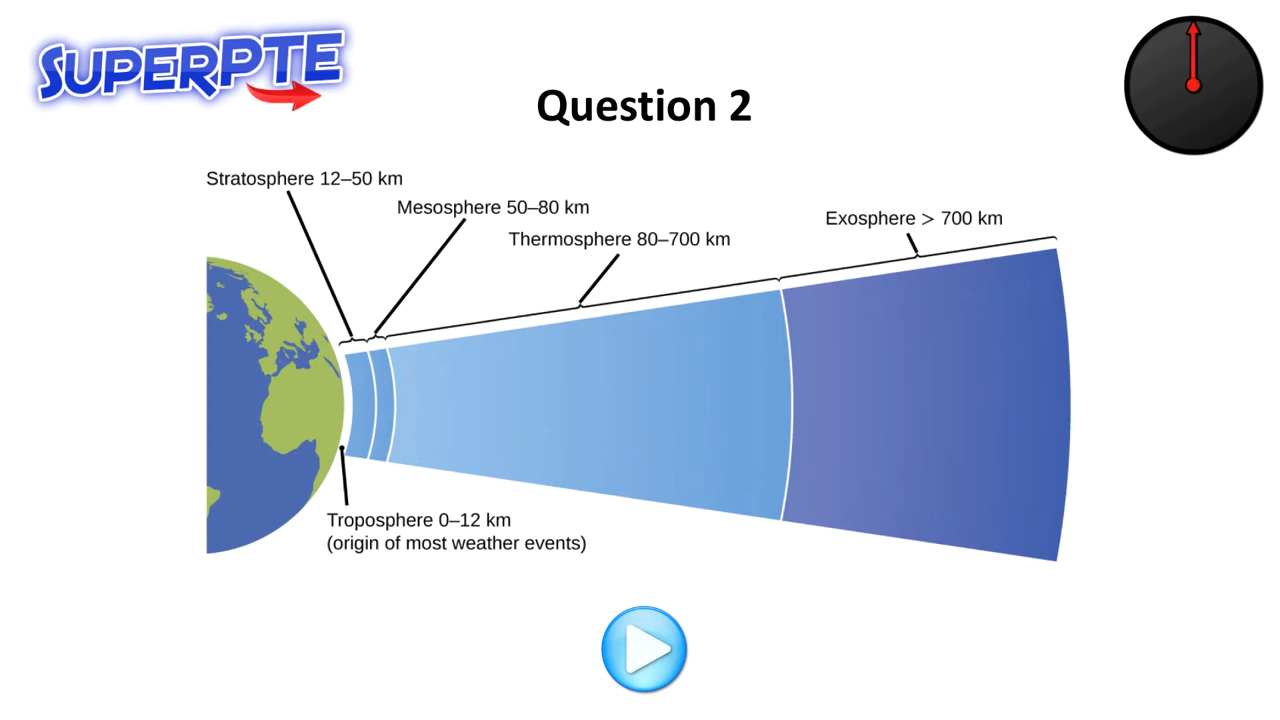 SUPERPTE
Question 2
Stratosphere 12–50 km
Mesosphere 50–80 km
Thermosphere 80–700 km
Exosphere > 700 km
Troposphere 0–12 km
(origin of most weather events)